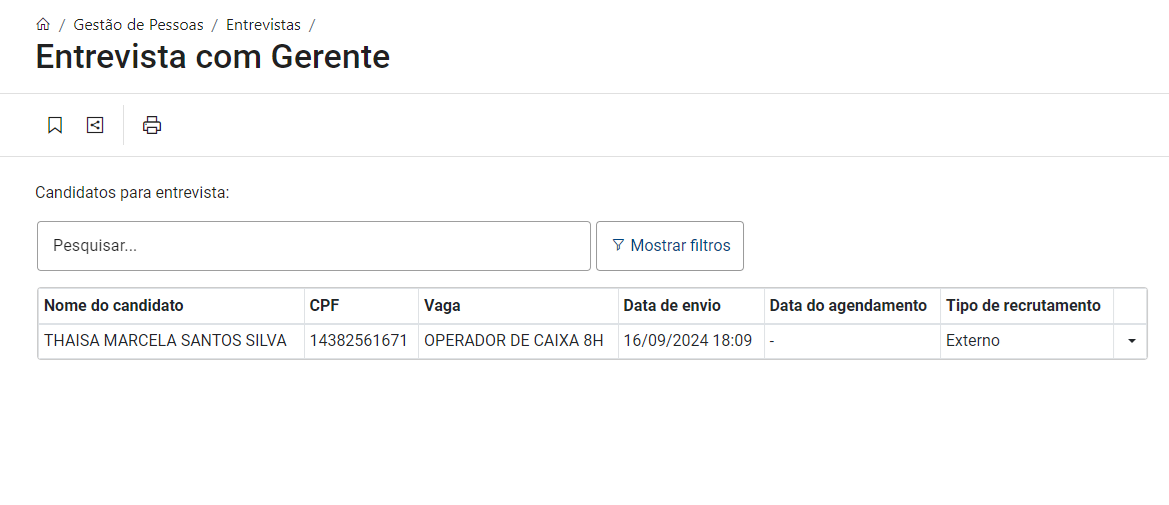 / Gestão de Pessoas / Entrevistas /
Entrevista com Gerente
Candidatos para entrevista:
Pesquisar... Mostrar filtros
Nome do candidato CPF Vaga Data de envio Data do agendamento Tipo de recrutamento
THAISA MARCELA SANTOS SILVA 14382561671 OPERADOR DE CAIXA 8H 16/09/2024 18:09 - Externo